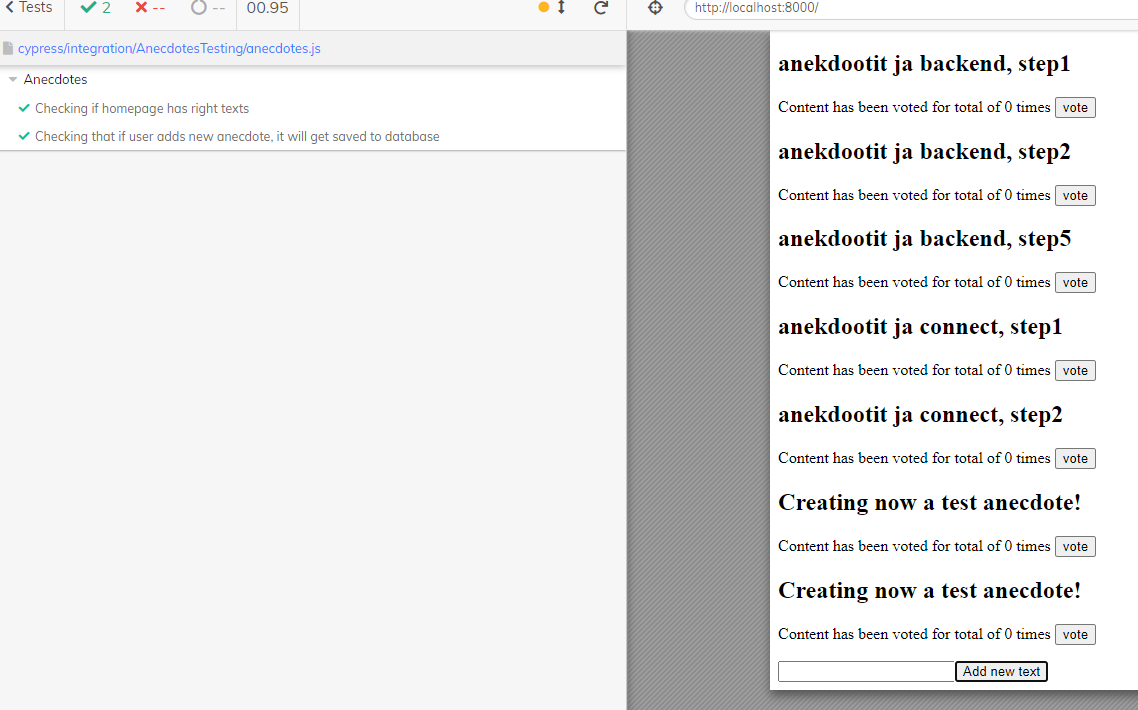 Tests 2 -- -- 00.95 http://localhost:8000/
cypress/integration/AnecdotesTesting/anecdotes.js
Anecdotes
Checking if homepage has right texts
Checking that if user adds new anecdote, it will get saved to database
anekdootit ja backend, step1
Content has been voted for total of 0 times vote
anekdootit ja backend, step2
Content has been voted for total of 0 times vote
anekdootit ja backend, step5
Content has been voted for total of 0 times vote
anekdootit ja connect, step1
Content has been voted for total of 0 times vote
anekdootit ja connect, step2
Content has been voted for total of 0 times vote
Creating now a test anecdote!
Content has been voted for total of 0 times vote
Creating now a test anecdote!
Content has been voted for total of 0 times vote
Add new text